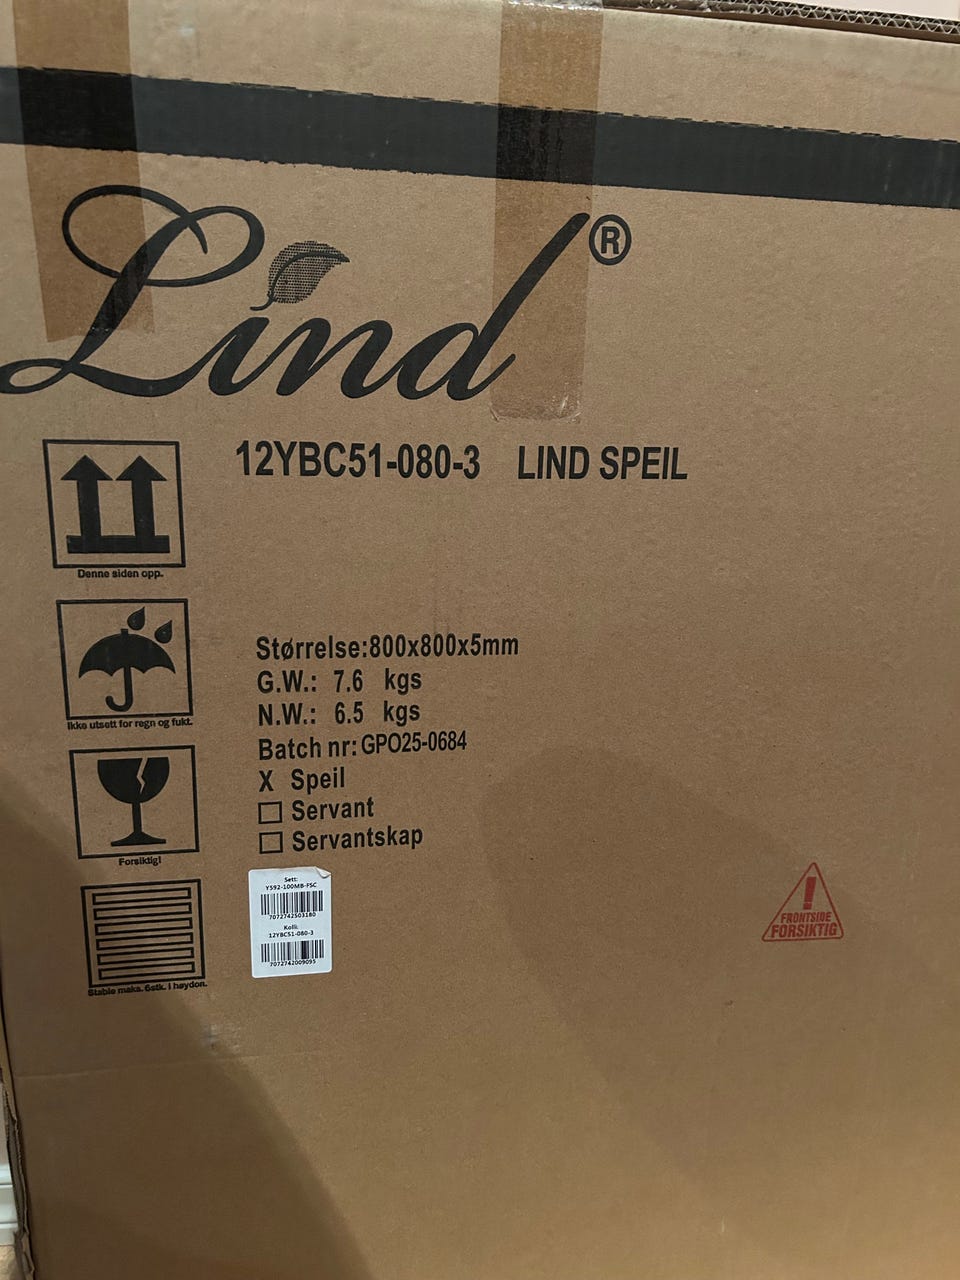 Lind®
12YBC51-080-3 LIND SPEIL
Denne siden opp.
Ikke utsett for regn og fukt.
Størrelse:800x800x5mm
G.W.: 7.6 kgs
N.W.: 6.5 kgs
Batch nr: GPO25-0684
X Speil
Servant
Servantskap
Forsiktig!
Sett:
Y592-100MB-FSC
7072742503180
Kolli:
12YBC51-080-3
7072742009095
Stable maks. 6stk. i høydon.
!
FRONTSIDE
FORSIKTIG